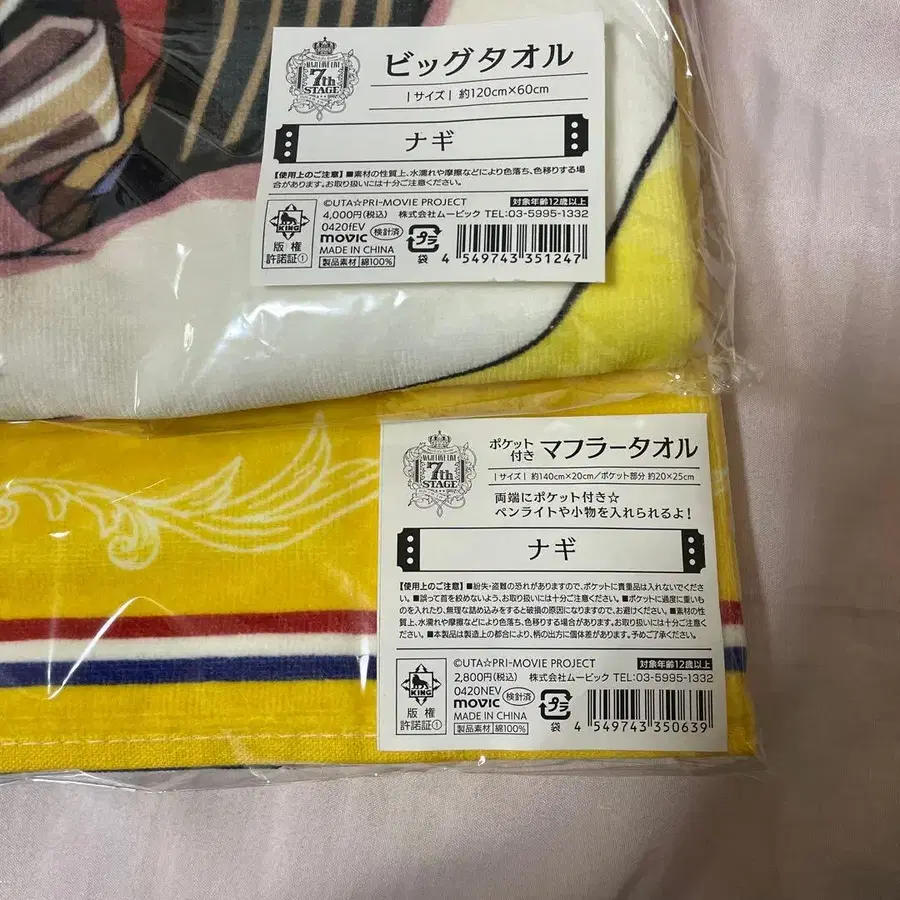 MAJI LOVE LIVE
7th
STAGE
ビッグタオル
|サイズ| 約120cm×60cm
ナギ
【使用上のご注意】■素材の性質上、水濡れや摩擦などにより色落ち、色移りする場
合があります。お取り扱いには十分ご注意ください。
©UTA☆PRI-MOVIE PROJECT
対象年齢12歳以上
4,000円(税込) 株式会社ムービック TEL:03-5995-1332
0420fEV
movic 検針済
MADE IN CHINA
製品素材 綿100%
KING
版権
許諾証①
プラ
袋
4 549743 351247
MAJI LOVE LIVE
7th
STAGE
ポケット付き マフラータオル
|サイズ| 約140cm×20cm/ポケット部分 約20×25cm
両端にポケット付き☆
ペンライトや小物を入れられるよ!
ナギ
【使用上のご注意】■紛失・盗難の恐れがありますので、ポケットに貴重品は入れないでくださ
い。■誤って首を絞めないよう、お取り扱いには十分ご注意ください。■ポケットに過度に重いも
のを入れたり、無理な詰め込みをすると破損の原因になりますので、お避けください。■素材の性
質上、水濡れや摩擦などにより色落ち、色移りする場合があります。お取り扱いには十分ご注意くだ
さい。■本製品は製造上の都合により、柄の出方に個体差があります。予めご了承ください。
©UTA☆PRI-MOVIE PROJECT
対象年齢12歳以上
2,800円(税込) 株式会社ムービック TEL:03-5995-1332
0420NEV
movic 検針済
MADE IN CHINA
製品素材 綿100%
KING
版権
許諾証①
プラ
袋
4 549743 350639